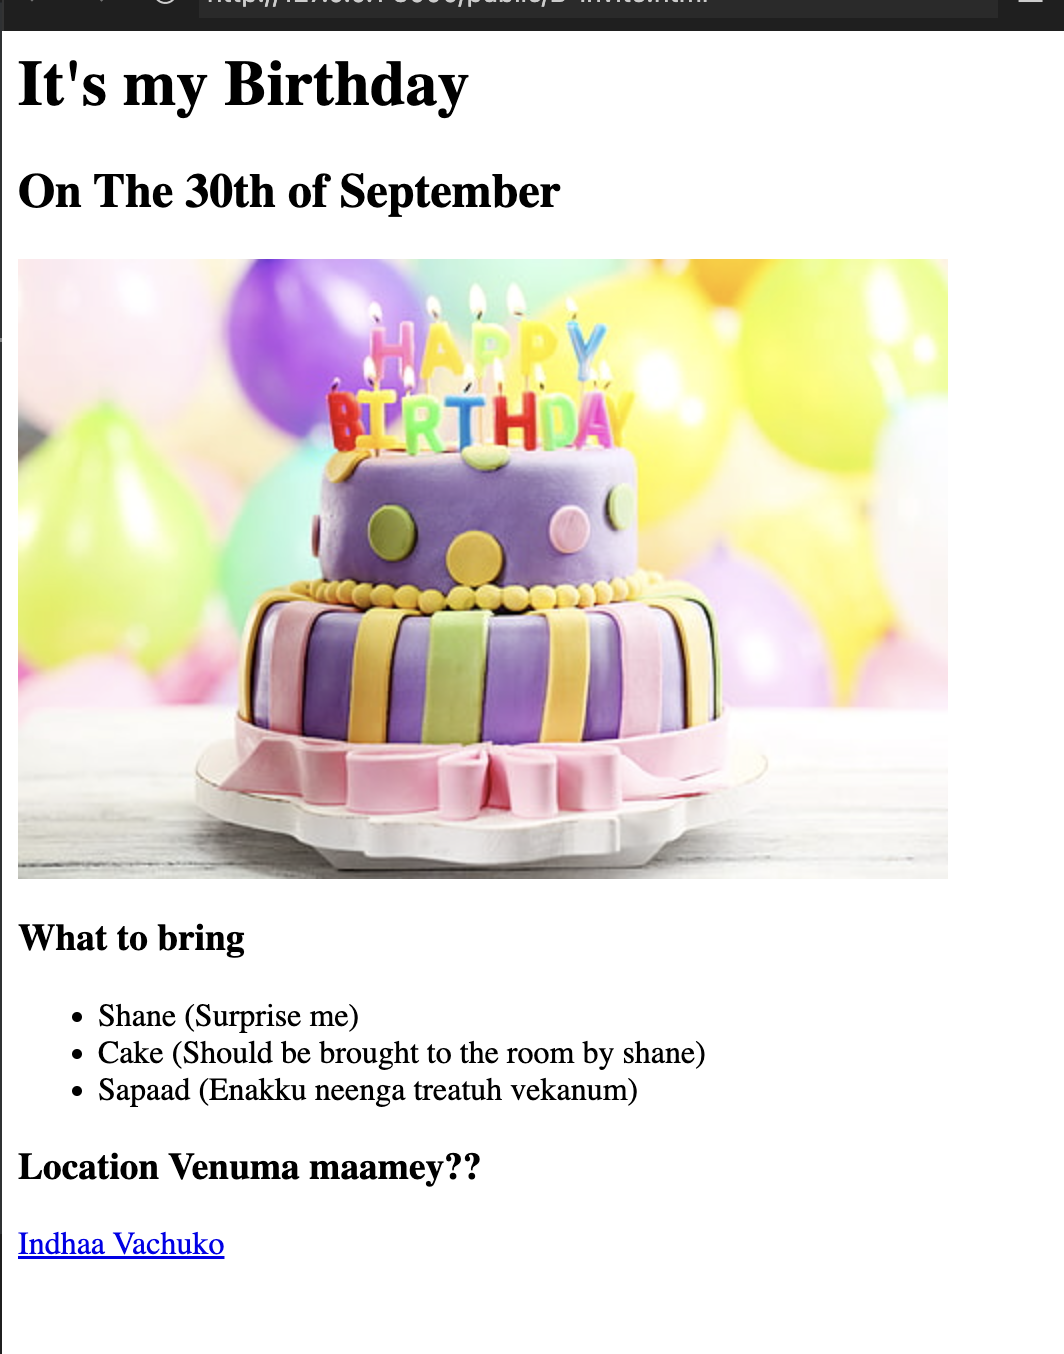 It's my Birthday
On The 30th of September
HAPPY
BIRTHDAY
What to bring
• Shane (Surprise me)
• Cake (Should be brought to the room by shane)
• Sapaad (Enakku neenga treatuh vekanum)
Location Venuma maamey??
Indhaa Vachuko